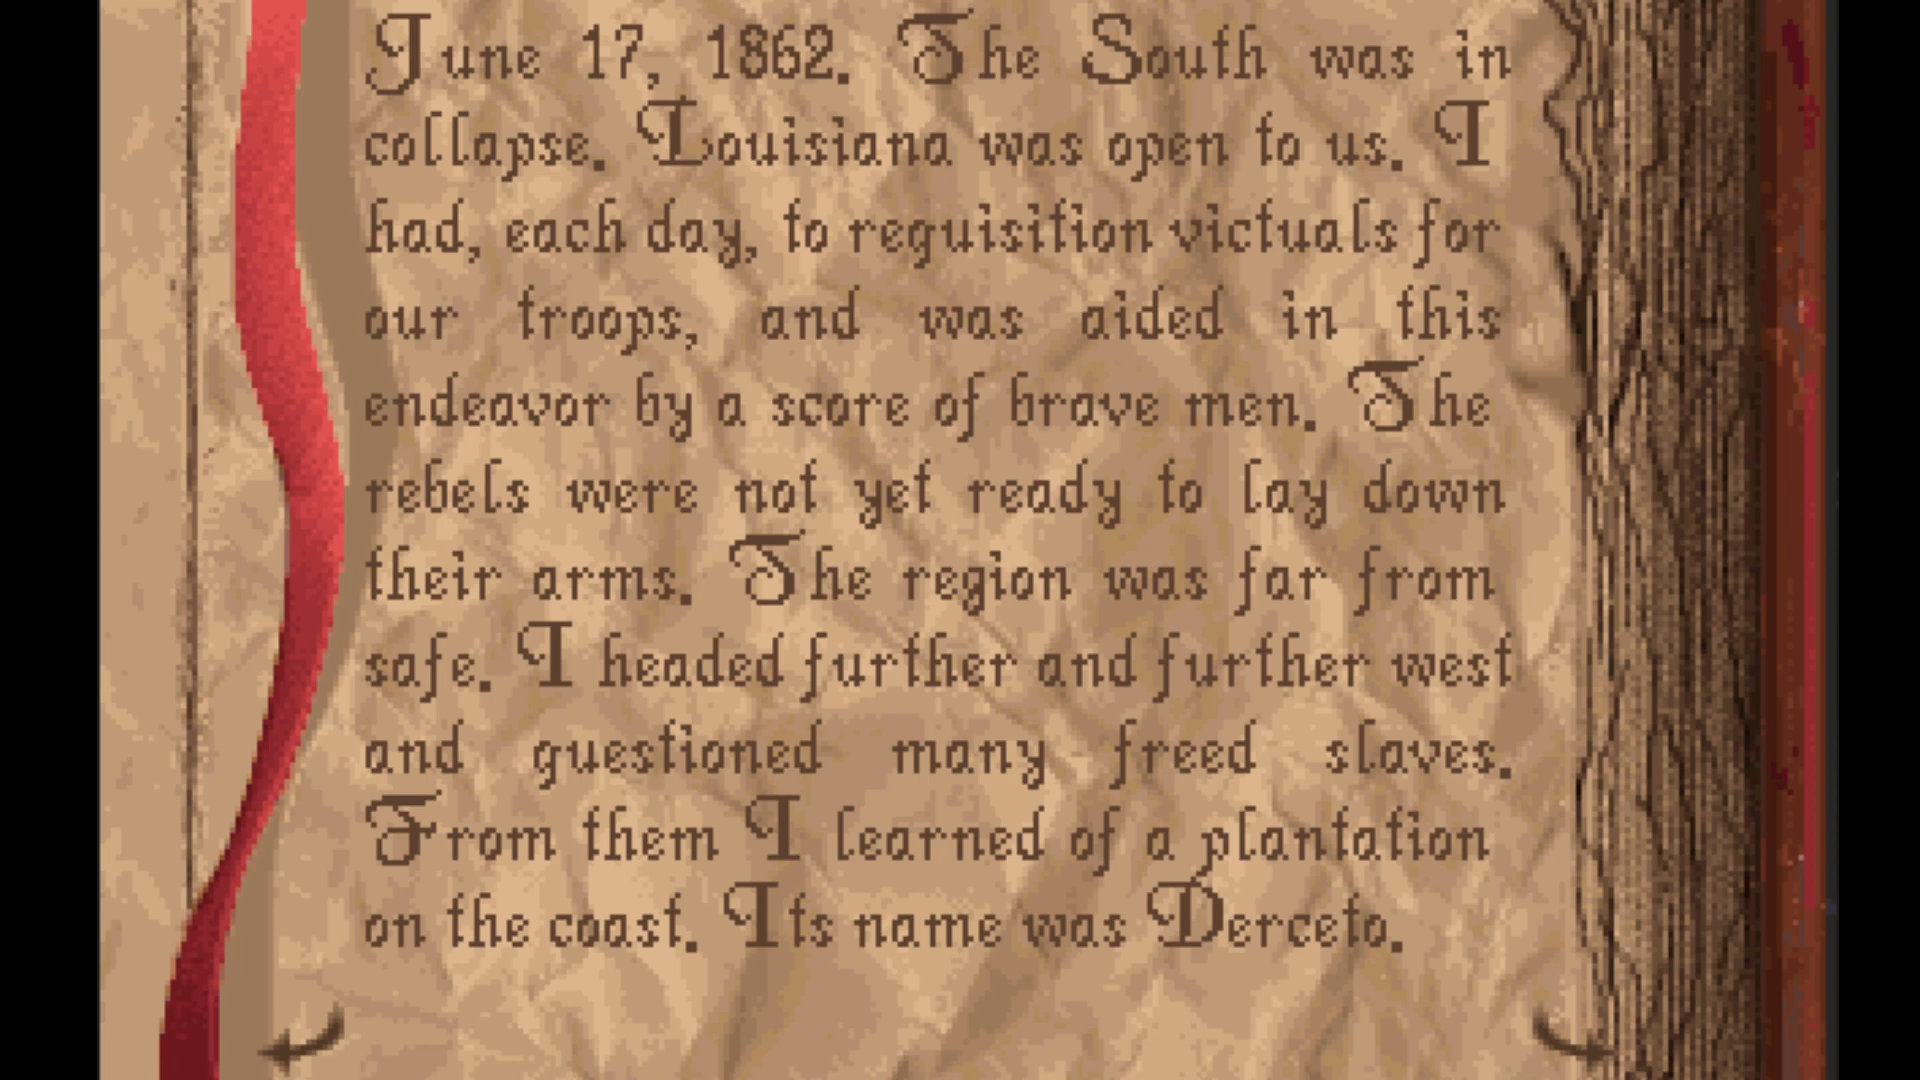 June 17, 1862. The South was in
collapse. Louisiana was open to us. I
had, each day, to requisition victuals for
our troops, and was aided in this
endeavor by a score of brave men. The
rebels were not yet ready to lay down
their arms. The region was far from
safe. I headed further and further west
and questioned many freed slaves.
From them I learned of a plantation
on the coast. Its name was Derceto.